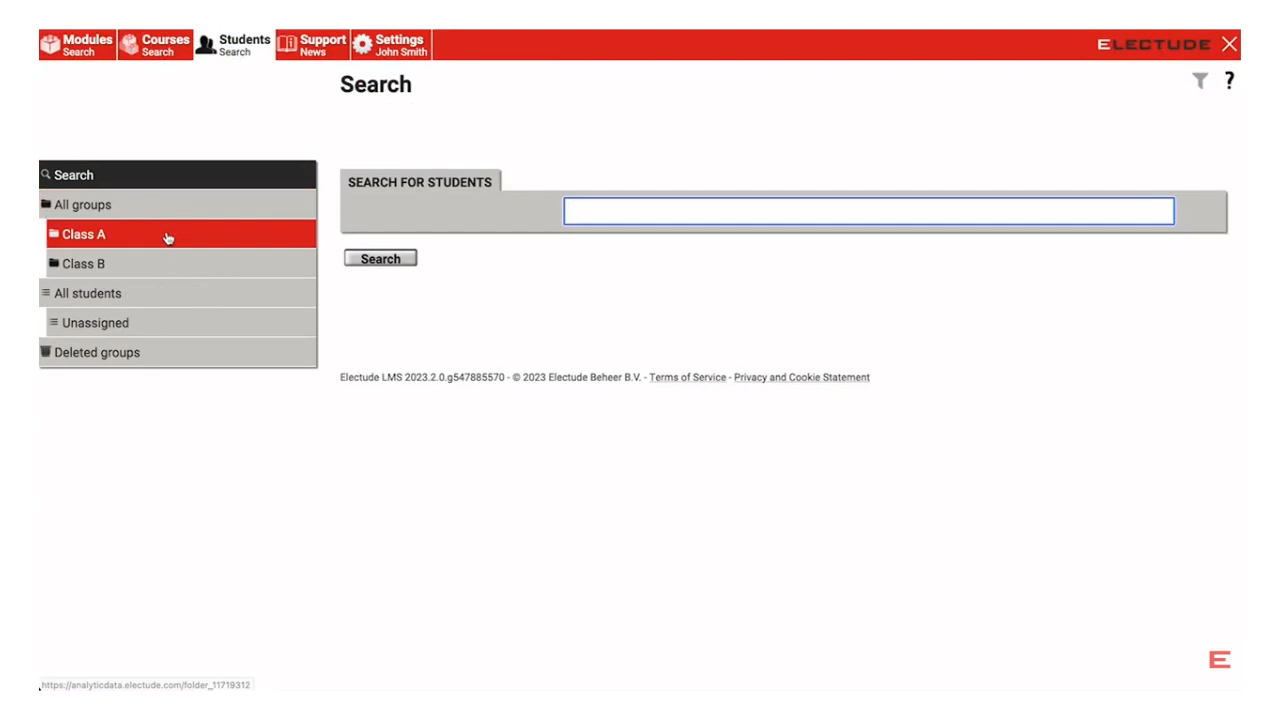 Modules Courses Students Support Settings
Search Search Search News John Smith
ELECTUDE
Search
?
Search
All groups
Class A
Class B
All students
Unassigned
Deleted groups
SEARCH FOR STUDENTS
Search
Electude LMS 2023.2.0.g547885570 - © 2023 Electude Beheer B.V. - Terms of Service - Privacy and Cookie Statement
E
https://analyticdata.electude.com/folder_11719312